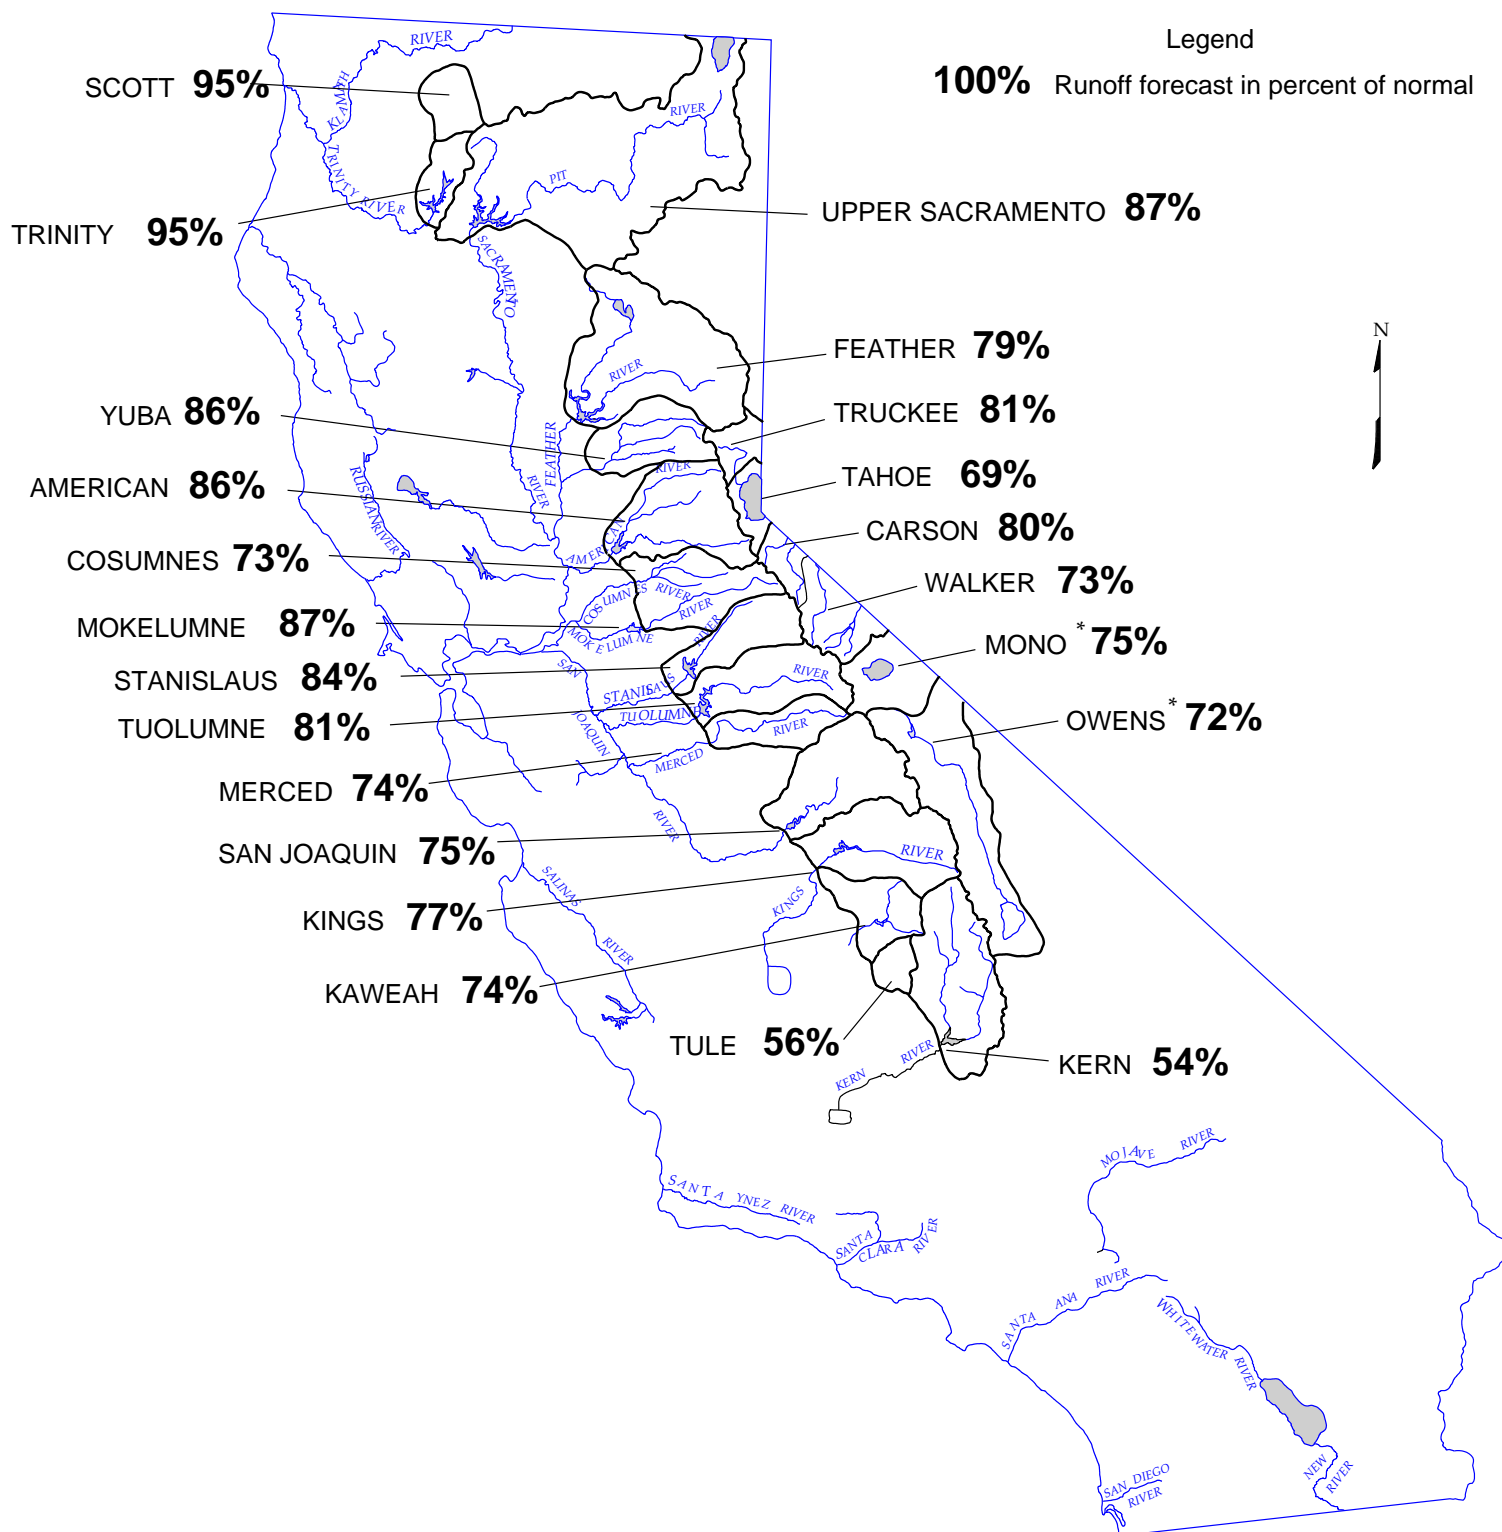 Legend
100% Runoff forecast in percent of normal
SCOTT 95%
TRINITY 95%
UPPER SACRAMENTO 87%
FEATHER 79%
YUBA 86%
TRUCKEE 81%
AMERICAN 86%
TAHOE 69%
CARSON 80%
COSUMNES 73%
WALKER 73%
MOKELUMNE 87%
MONO * 75%
STANISLAUS 84%
TUOLUMNE 81%
OWENS * 72%
MERCED 74%
SAN JOAQUIN 75%
KINGS 77%
KAWEAH 74%
TULE 56%
KERN 54%
N
KLAMATH
RIVER
TRINITY RIVER
PIT
RIVER
SACRAMENTO
RIVER
RIVER
FEATHER
RIVER
AMERICAN
RUSSIAN
RIVER
COSUMNES RIVER
MOKELUMNE
RIVER
STANISLAUS
RIVER
TUOLUMNE
RIVER
MERCED
RIVER
SAN
JOAQUIN
RIVER
KINGS
RIVER
SALINAS
RIVER
KERN
RIVER
SANTA YNEZ RIVER
SANTA
CLARA
RIVER
MOJAVE RIVER
SANTA ANA RIVER
WHITEWATER
RIVER
NEW
RIVER
SAN DIEGO
RIVER